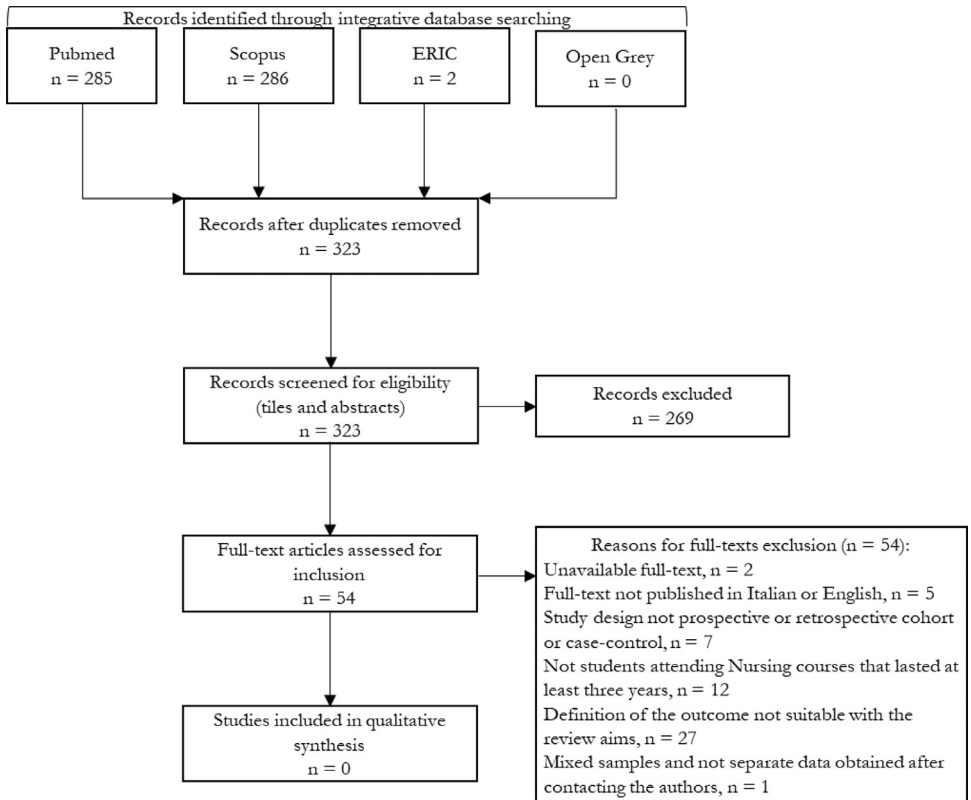 Records identified through integrative database searching
Pubmed
n = 285
Scopus
n = 286
ERIC
n = 2
Open Grey
n = 0
Records after duplicates removed
n = 323
Records screened for eligibility
(tiles and abstracts)
n = 323
Records excluded
n = 269
Full-text articles assessed for
inclusion
n = 54
Reasons for full-texts exclusion (n = 54):
Unavailable full-text, n = 2
Full-text not published in Italian or English, n = 5
Study design not prospective or retrospective cohort
or case-control, n = 7
Not students attending Nursing courses that lasted at
least three years, n = 12
Definition of the outcome not suitable with the
review aims, n = 27
Mixed samples and not separate data obtained after
contacting the authors, n = 1
Studies included in qualitative
synthesis
n = 0